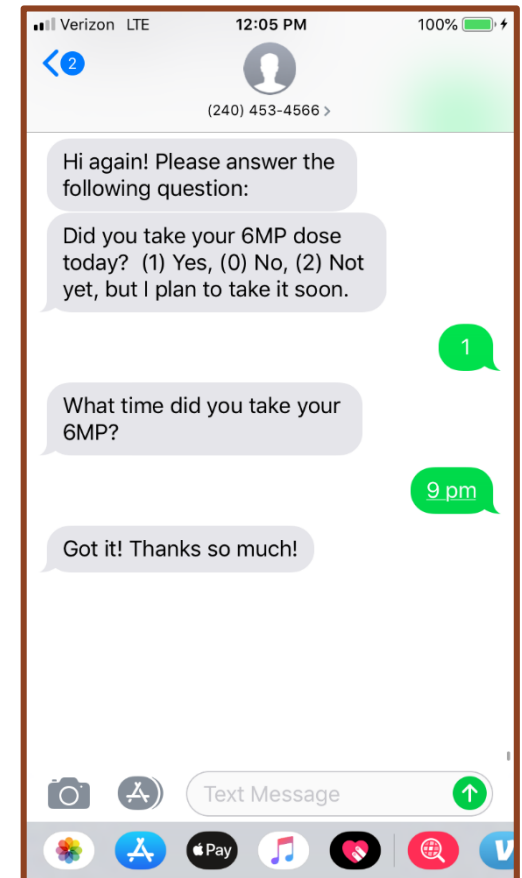 Verizon LTE 12:05 PM 100%
2
(240) 453-4566 >
Hi again! Please answer the
following question:
Did you take your 6MP dose
today? (1) Yes, (0) No, (2) Not
yet, but I plan to take it soon.
1
What time did you take your
6MP?
9 pm
Got it! Thanks so much!
Text Message
Pay